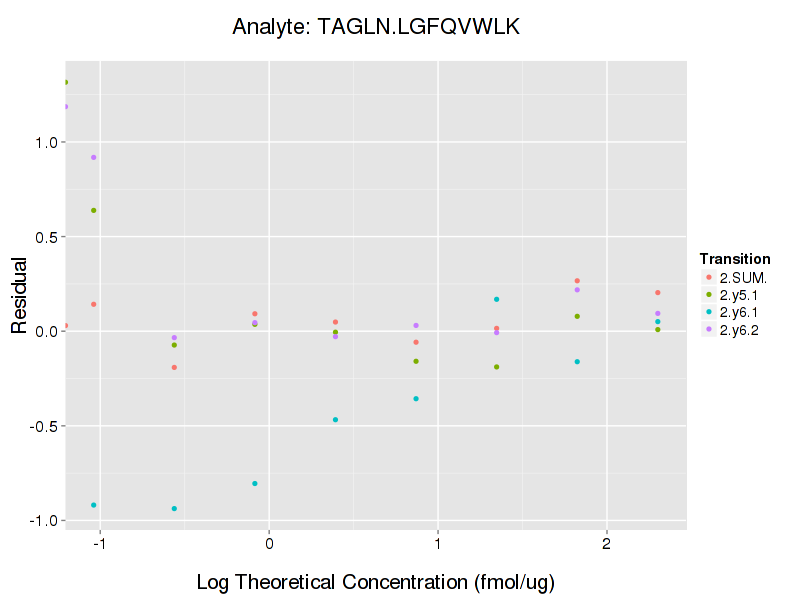 Analyte: TAGLN.LGFQVWLK
Residual
1.0
0.5
0.0
-0.5
-1.0
-1
0
1
2
Log Theoretical Concentration (fmol/ug)
Transition
2.SUM.
2.y5.1
2.y6.1
2.y6.2